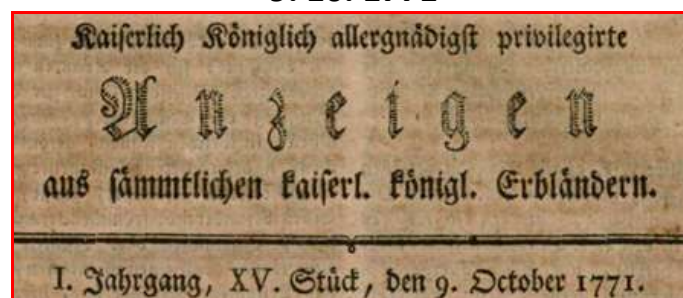 Kaiserlich Königlich allergnädigst privilegirte
Anzeigen
aus sämmtlichen kaiserl. königl. Erbländern.
I. Jahrgang, XV. Stück, den 9. October 1771.